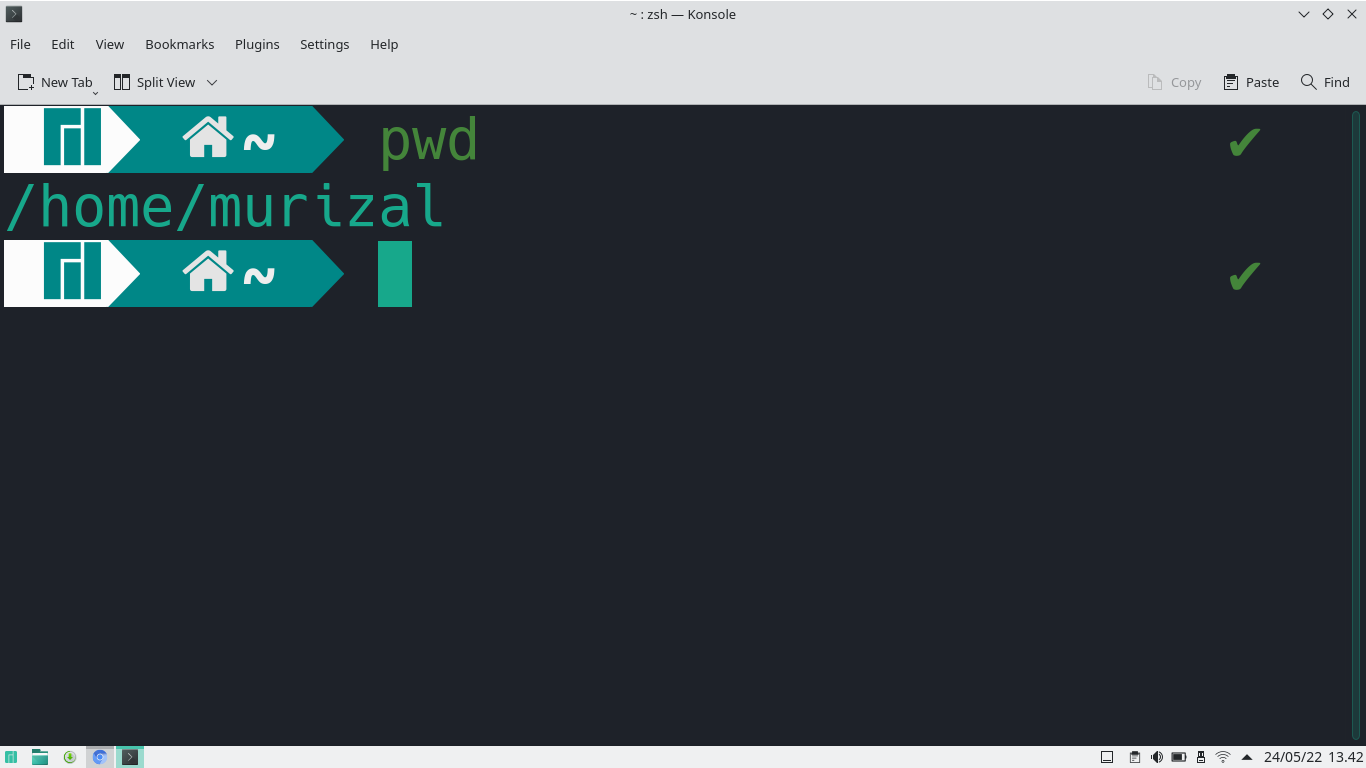 ~ : zsh — Konsole
File Edit View Bookmarks Plugins Settings Help
New Tab Split View Copy Paste Find
~ pwd ✔
/home/murizal
~ ✔
24/05/22 13.42